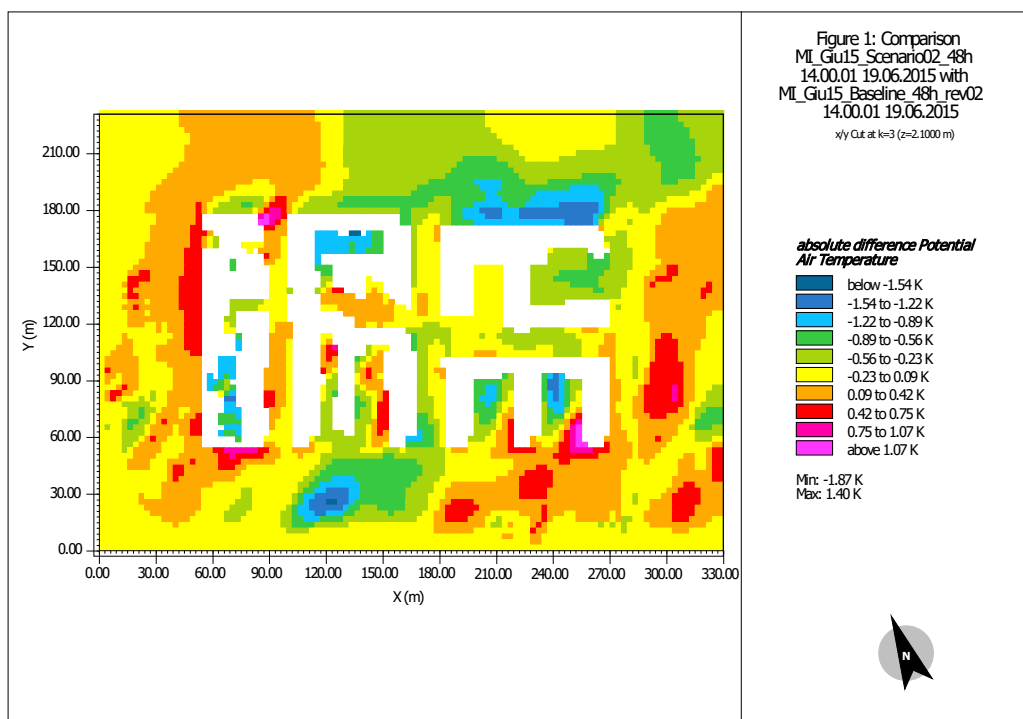 Figure 1: Comparison
MI_Giu15_Scenario02_48h
14.00.01 19.06.2015 with
MI_Giu15_Baseline_48h_rev02
14.00.01 19.06.2015
x/y Cut at k=3 (z=2.1000 m)
210.00
180.00
150.00
120.00
90.00
60.00
30.00
0.00
Y (m)
0.00 30.00 60.00 90.00 120.00 150.00 180.00 210.00 240.00 270.00 300.00 330.00
X (m)
absolute difference Potential
Air Temperature
below -1.54 K
-1.54 to -1.22 K
-1.22 to -0.89 K
-0.89 to -0.56 K
-0.56 to -0.23 K
-0.23 to 0.09 K
0.09 to 0.42 K
0.42 to 0.75 K
0.75 to 1.07 K
above 1.07 K
Min: -1.87 K
Max: 1.40 K
N